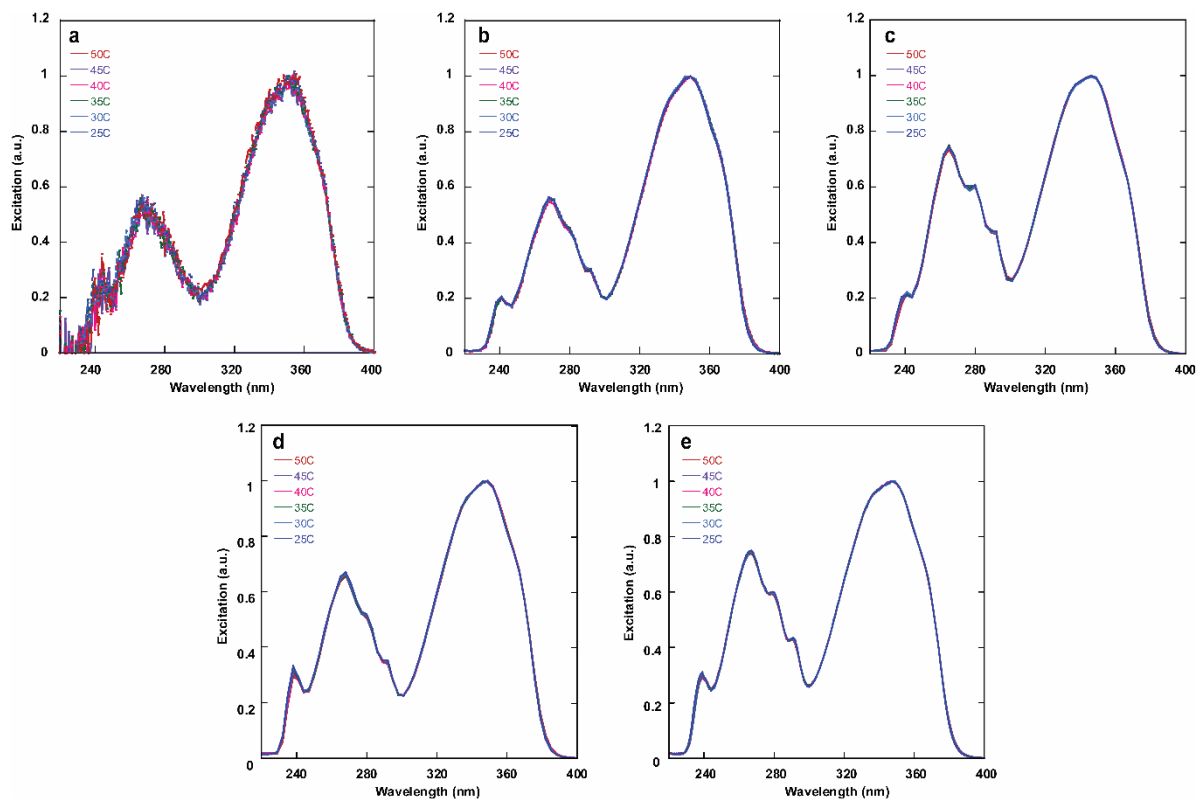 a
1.2
1
0.8
0.6
0.4
0.2
0
Excitation (a.u.)
50C
45C
40C
35C
30C
25C
240 280 320 360 400
Wavelength (nm)
b
1.2
1
0.8
0.6
0.4
0.2
0
Excitation (a.u.)
50C
45C
40C
35C
30C
25C
240 280 320 360 400
Wavelength (nm)
c
1.2
1
0.8
0.6
0.4
0.2
0
Excitation (a.u.)
50C
45C
40C
35C
30C
25C
240 280 320 360 400
Wavelength (nm)
d
1.2
1
0.8
0.6
0.4
0.2
0
Excitation (a.u.)
50C
45C
40C
35C
30C
25C
240 280 320 360 400
Wavelength (nm)
e
1.2
1
0.8
0.6
0.4
0.2
0
Excitation (a.u.)
50C
45C
40C
35C
30C
25C
240 280 320 360 400
Wavelength (nm)